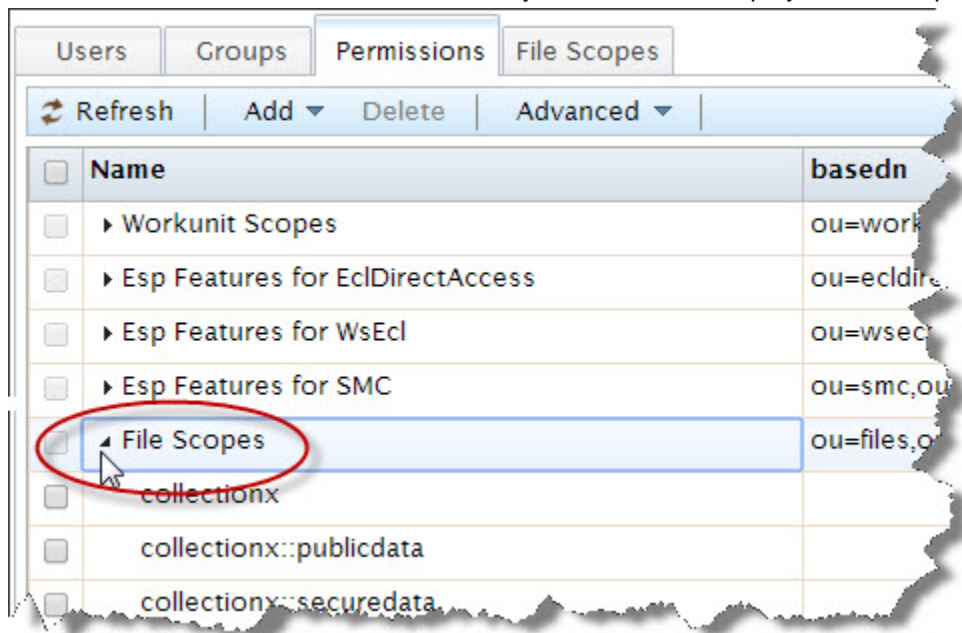 Users Groups Permissions File Scopes
Refresh Add Delete Advanced
Name basedn
Workunit Scopes
Esp Features for EclDirectAccess
Esp Features for WsEcl
Esp Features for SMC ou=smc,ou
File Scopes ou=files,o
collectionx
collectionx::publicdata
collectionx::securedata